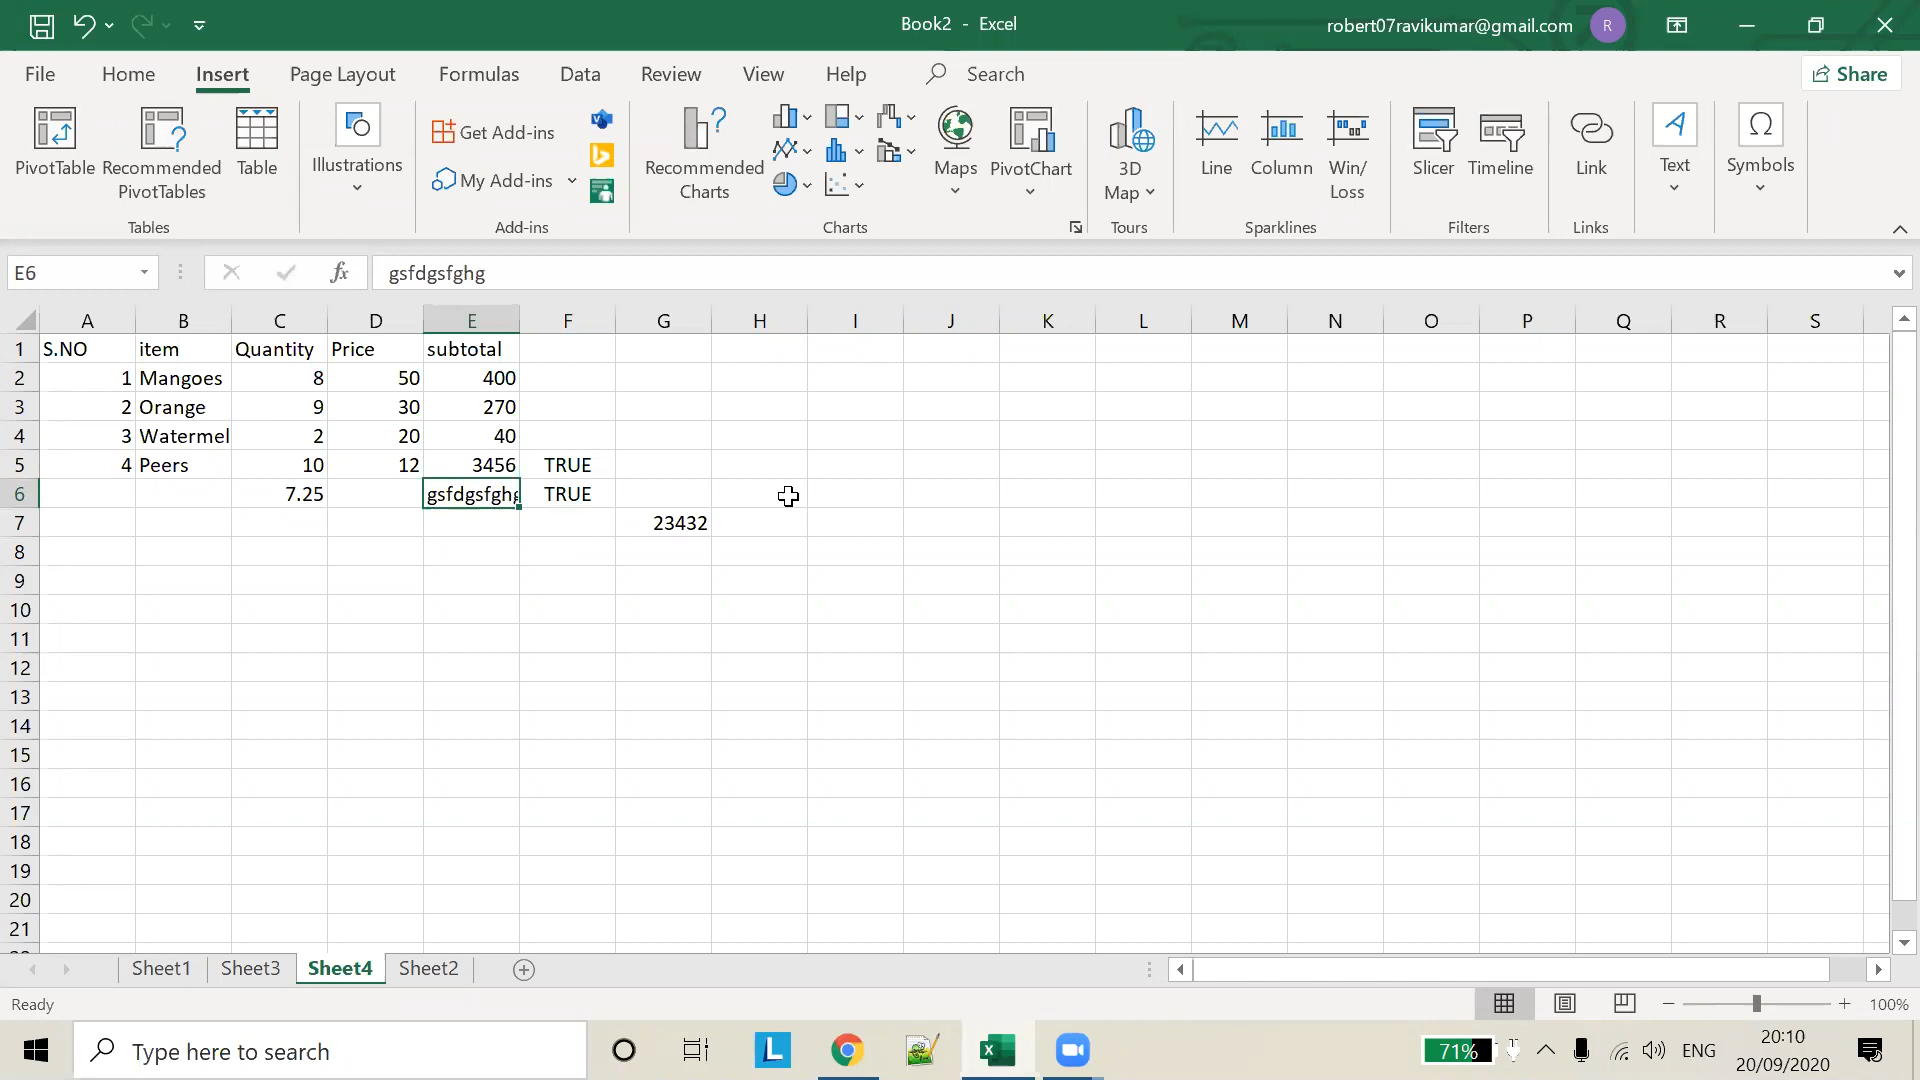 Book2 - Excel
robert07ravikumar@gmail.com
R
File Home Insert Page Layout Formulas Data Review View Help Search
Share
PivotTable
Recommended PivotTables
Table
Illustrations
Get Add-ins
My Add-ins
Recommended Charts
Maps
PivotChart
3D Map
Line
Column
Win/Loss
Slicer
Timeline
Link
Text
Symbols
Tables Add-ins Charts Tours Sparklines Filters Links
E6 fx gsfdgsfghg
A B C D E F G H I J K L M N O P Q R S
1 S.NO item Quantity Price subtotal
2 1 Mangoes 8 50 400
3 2 Orange 9 30 270
4 3 Watermel 2 20 40
5 4 Peers 10 12 3456 TRUE
6 7.25 gsfdgsfghg TRUE
7 23432
8
9
10
11
12
13
14
15
16
17
18
19
20
21
Sheet1 Sheet3 Sheet4 Sheet2
Ready
100%
Type here to search
L
71%
ENG
20:10
20/09/2020